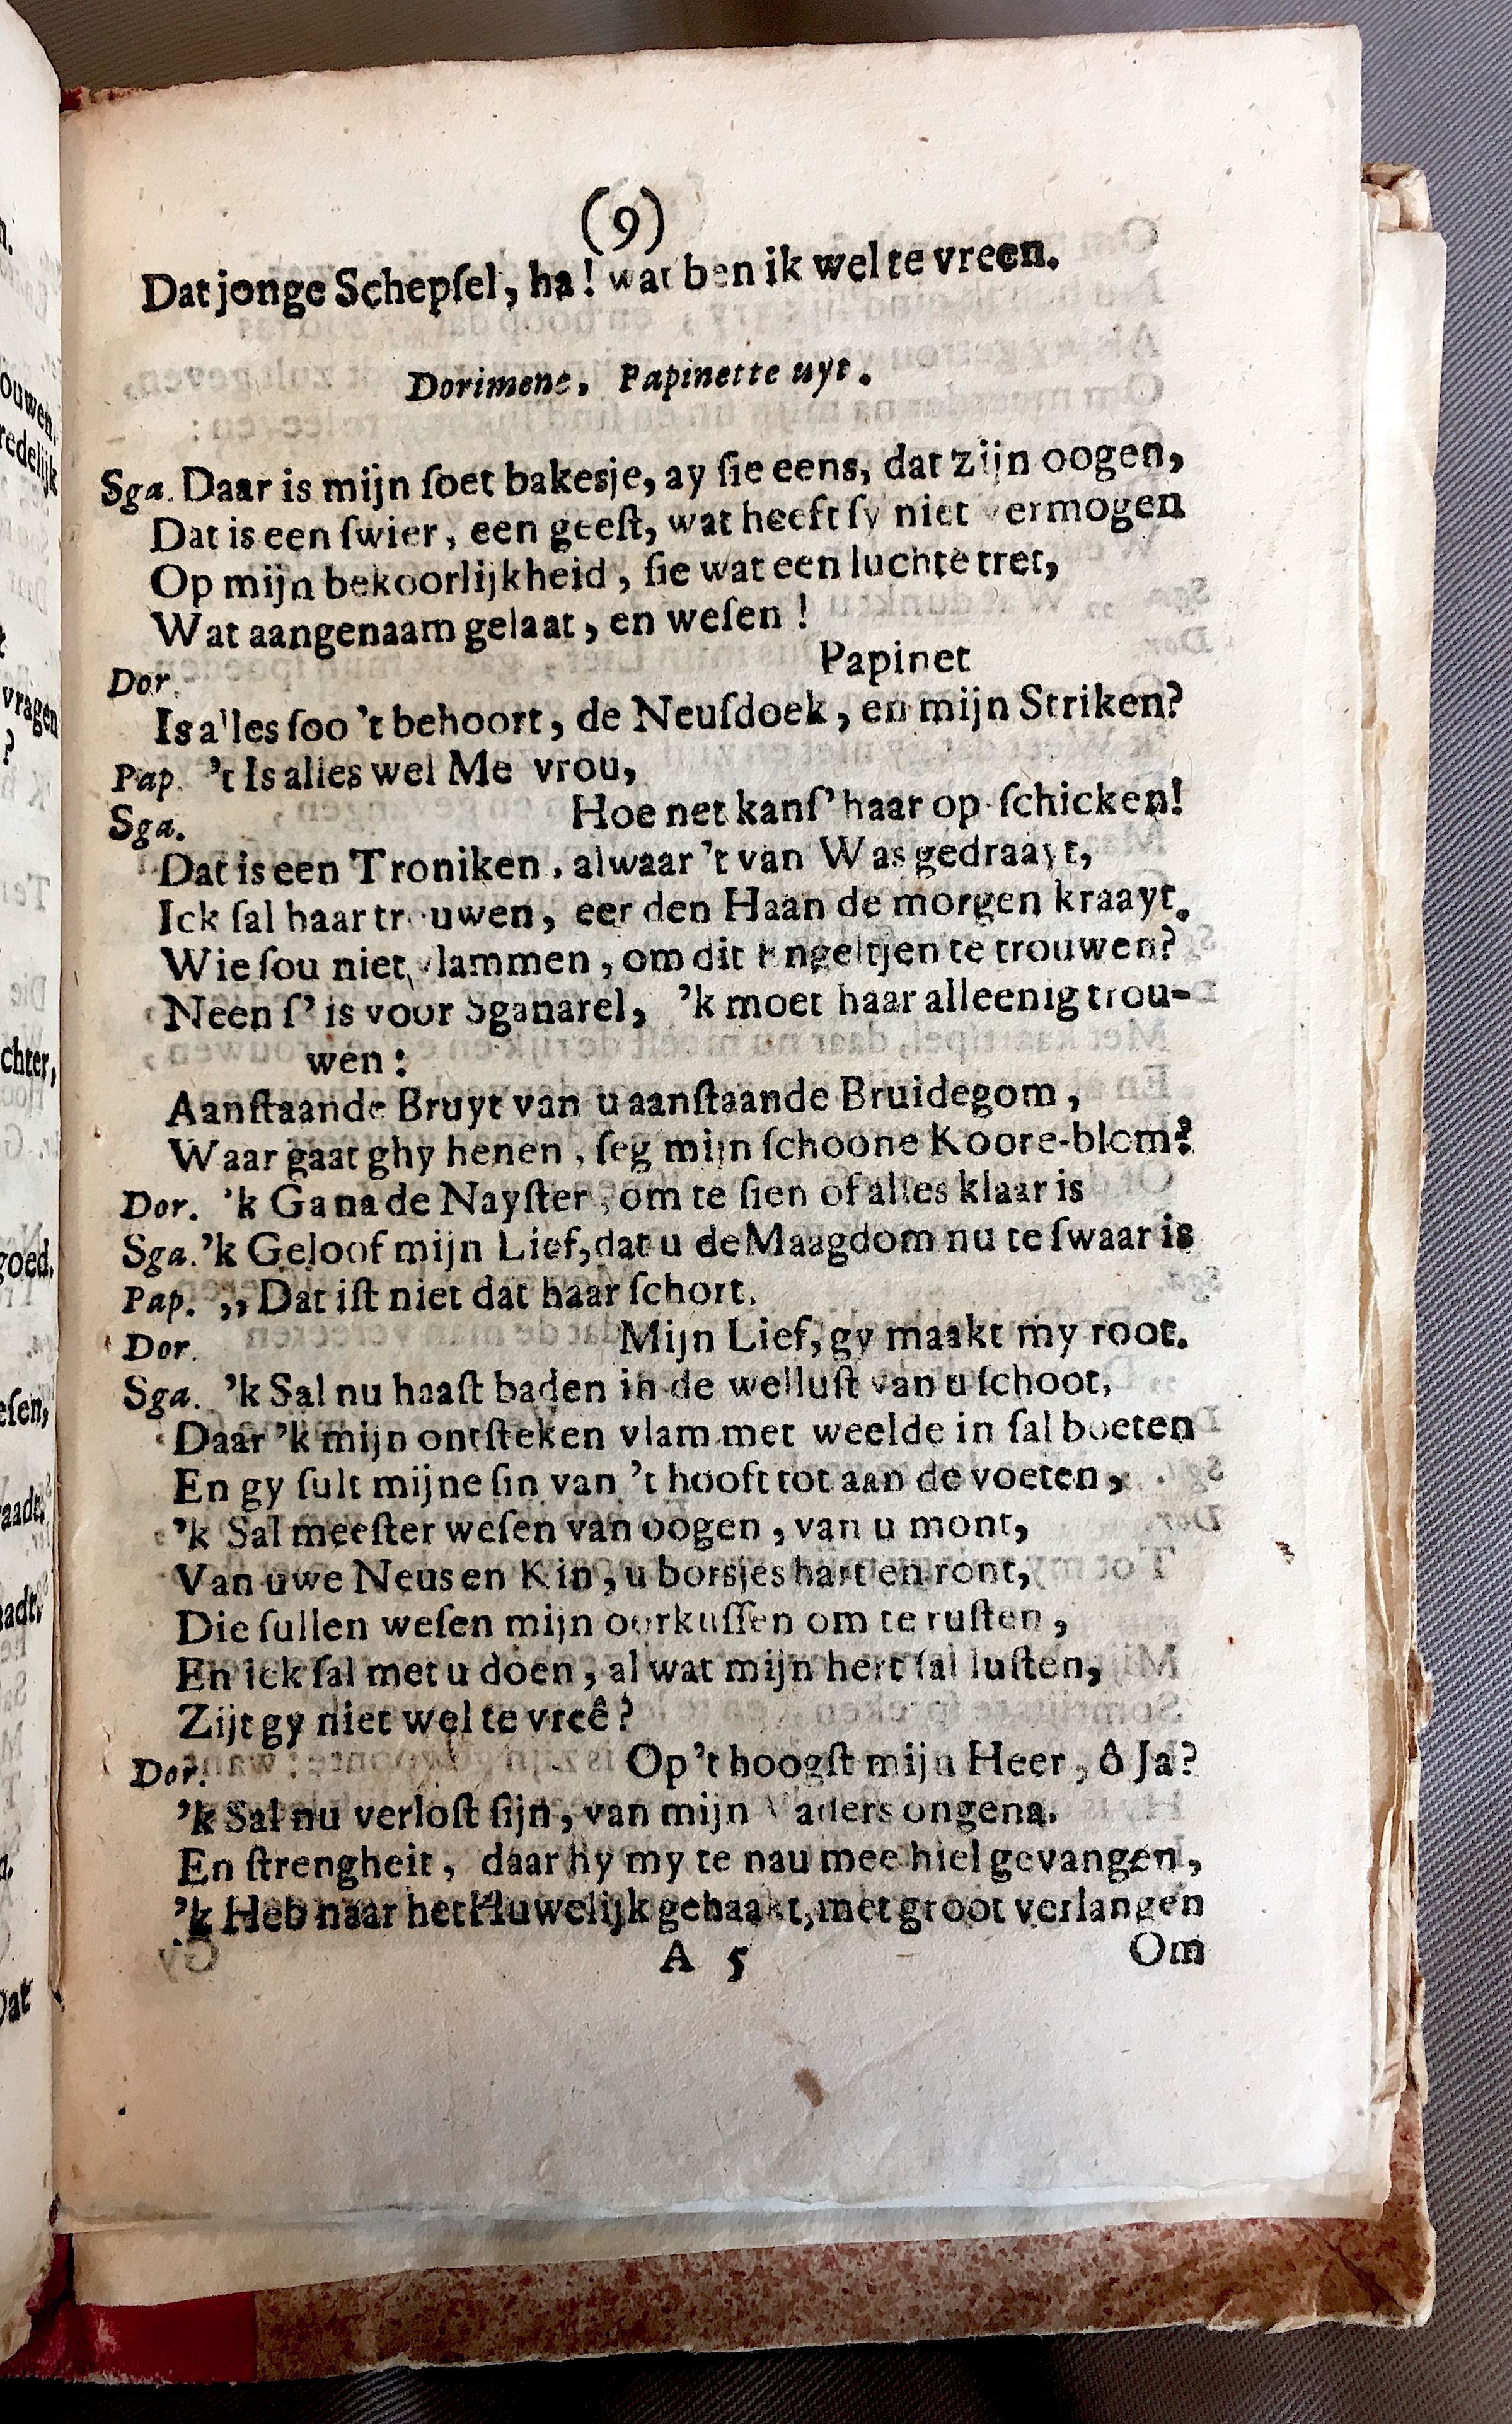 (9)
Dat jonge Schepſel, ha! wat ben ik wel te vreen.
Dorimene, Papinette uyt.
Sga. Daar is mijn ſoet bakesje, ay ſie eens, dat zijn oogen,
Dat is een ſwier, een geeſt, wat heeft ſy niet vermogen
Op mijn bekoorlijkheid, ſie wat een luchte tret,
Wat aangenaam gelaat, en weſen!
Dor. Papinet
Is alles ſoo 't behoort, de Neuſdoek, en mijn Striken?
Pap. 't Is alles wel Me vrou,
Sga. Hoe net kanſ' haar op-ſchicken!
Dat is een Troniken, alwaar 't van Was gedraayt,
Ick ſal haar trouwen, eer den Haan de morgen kraayt.
Wie ſou niet vlammen, om dit Engeltjen te trouwen?
Neen ſ' is voor Sganarel, 'k moet haar alleenig trou-
wen:
Aanſtaande Bruyt van u aanſtaande Bruidegom,
Waar gaat ghy henen, ſeg mijn ſchoone Koore-blom?
Dor. 'k Ga na de Nayſter, om te ſien of alles klaar is
Sga. 'k Geloof mijn Lief, dat u de Maagdom nu te ſwaar is
Pap. ,, Dat iſt niet dat haar ſchort.
Dor. Mijn Lief, gy maakt my root.
Sga. 'k Sal nu haaſt baden in de welluſt van u ſchoot,
Daar 'k mijn ontſteken vlam met weelde in ſal boeten
En gy ſult mijne ſin van 't hooft tot aan de voeten,
'k Sal meeſter weſen van oogen, van u mont,
Van uwe Neus en Kin, u borsjes hart en ront,
Die ſullen weſen mijn oorkuſſen om te ruſten,
En ick ſal met u doen, al wat mijn hert ſal luſten,
Zijt gy niet wel te vreê?
Dor. Op 't hoogſt mijn Heer, ô Ja?
'k Sal nu verloſt ſijn, van mijn Vaders ongena.
En ſtrengheit, daar hy my te nau mee hiel gevangen,
'k Heb naar het Huwelijk gehaakt, met groot verlangen
A 5 Om